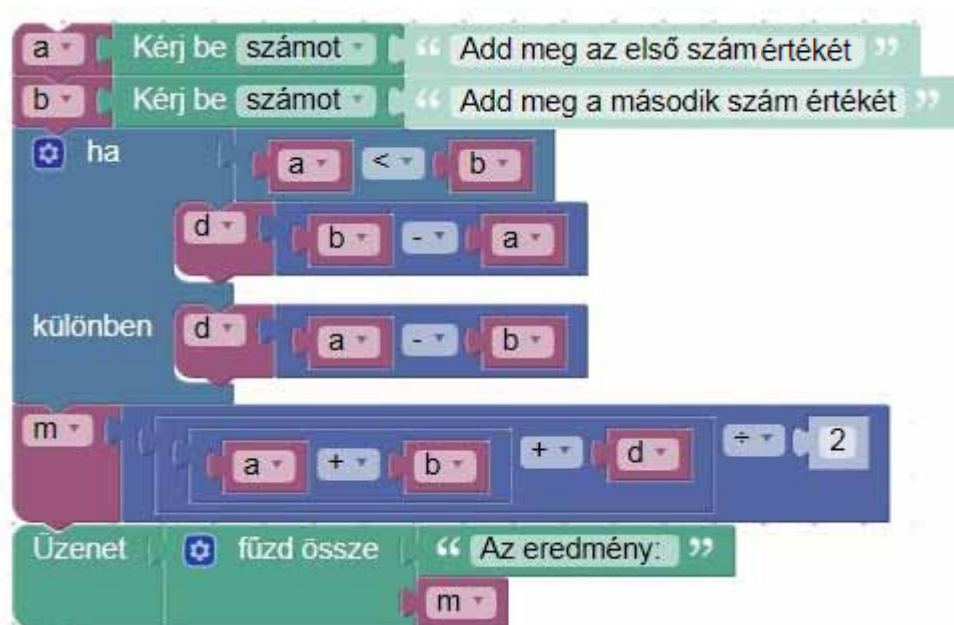 a Kérj be számot “ Add meg az első szám értékét ”
b Kérj be számot “ Add meg a második szám értékét ”
ha a < b
d b - a
különben d a - b
m a + b + d ÷ 2
Üzenet fűzd össze “ Az eredmény: ”
m